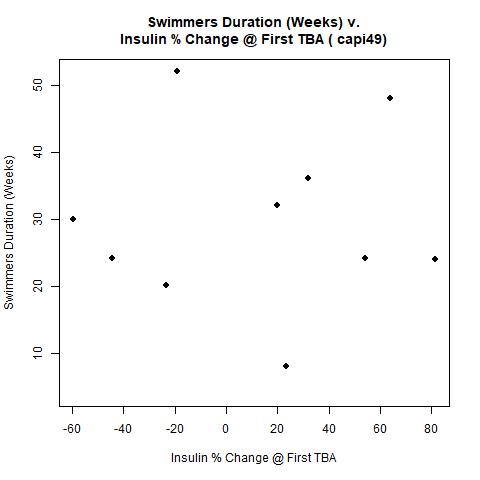 Swimmers Duration (Weeks) v.
Insulin % Change @ First TBA ( capi49)
Swimmers Duration (Weeks)
50
40
30
20
10
-60 -40 -20 0 20 40 60 80
Insulin % Change @ First TBA